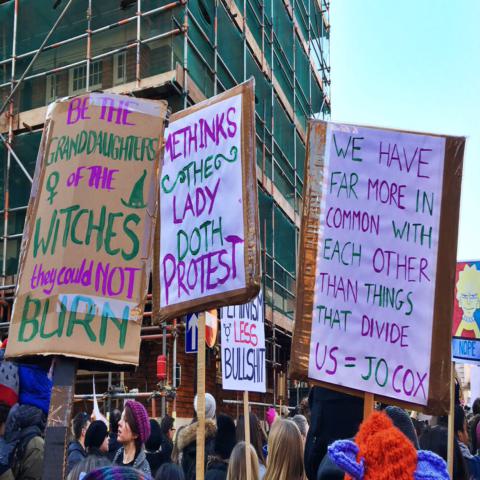 BE THE
GRANDDAUGHTERS
OF THE
WITCHES
they could NOT
BURN
METHINKS
THE
LADY
DOTH
PROTEST
WE HAVE
FAR MORE IN
COMMON WITH
EACH OTHER
THAN THINGS
THAT DIVIDE
US = JO COX
FEMINISM
LESS
BULLSHIT
NOPE